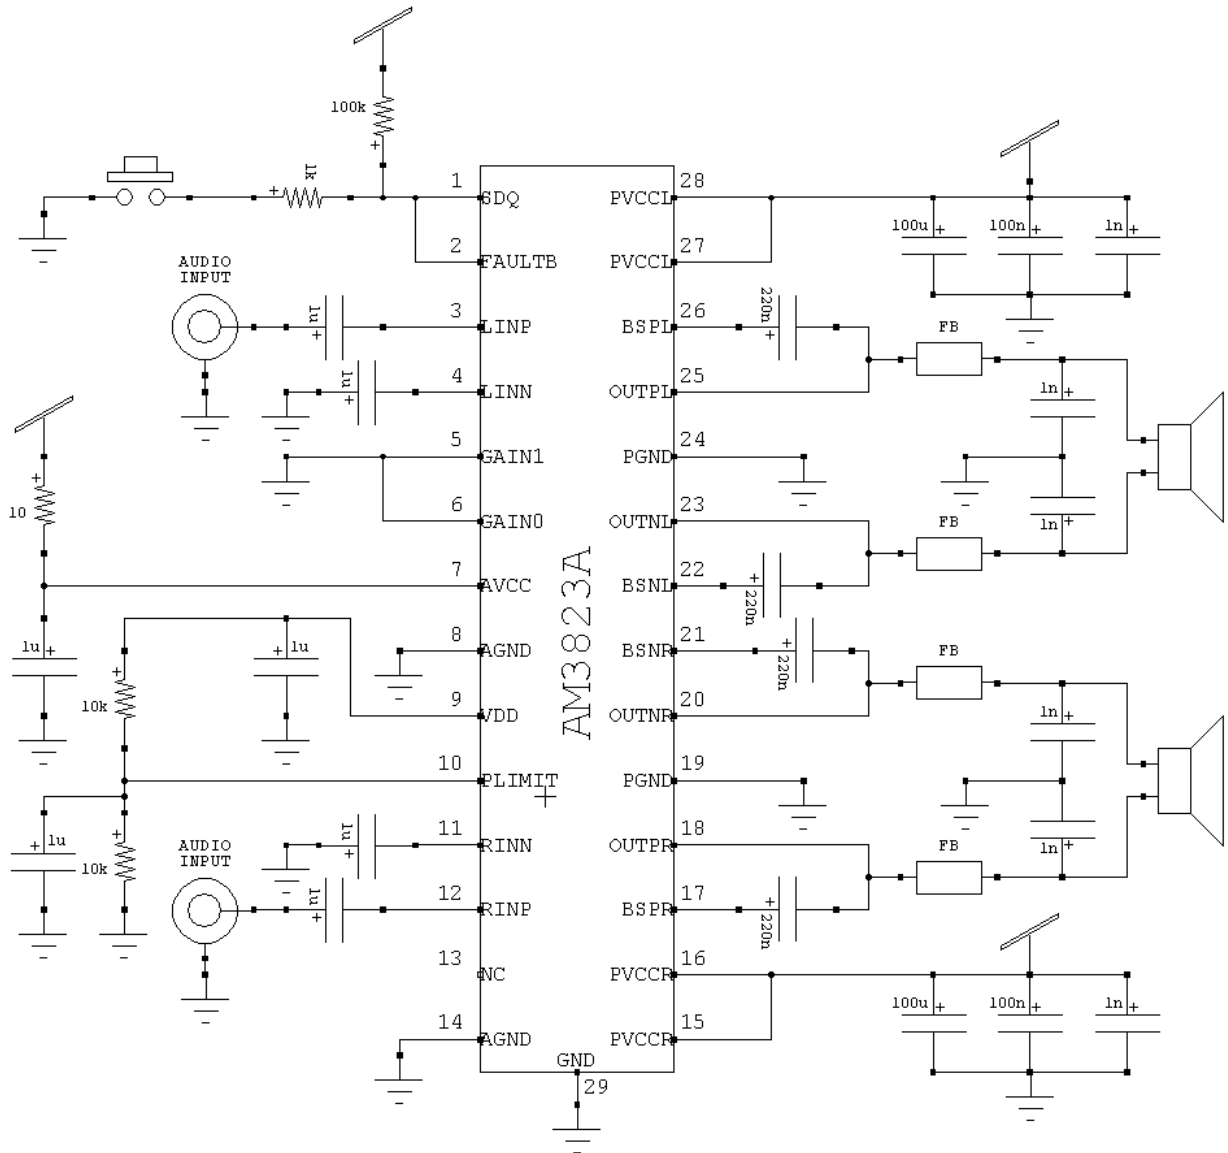 100k
+
1k
+
1
SDQ
2
FAULTB
AUDIO
INPUT
1u
+
3
LINP
1u
+
4
LINN
5
GAIN1
6
GAIN0
+
10
7
AVCC
1u
+
1u
+
8
AGND
9
VDD
+
10k
10
PLIMIT
+
1u
+
10k
1u
+
11
RINN
AUDIO
INPUT
1u
+
12
RINP
13
NC
14
AGND
GND
29
AM3823A
28
PVCCL
27
PVCCL
100u
+
100n
+
1n
+
26
BSPL
220n
+
FB
25
OUTPL
1n
+
24
PGND
23
OUTNL
FB
1n
+
22
BSNL
+
220n
21
BSNR
+
220n
FB
20
OUTNR
1n
+
19
PGND
18
OUTPR
FB
1n
+
17
BSPR
+
220n
16
PVCCR
15
PVCCR
100u
+
100n
+
1n
+